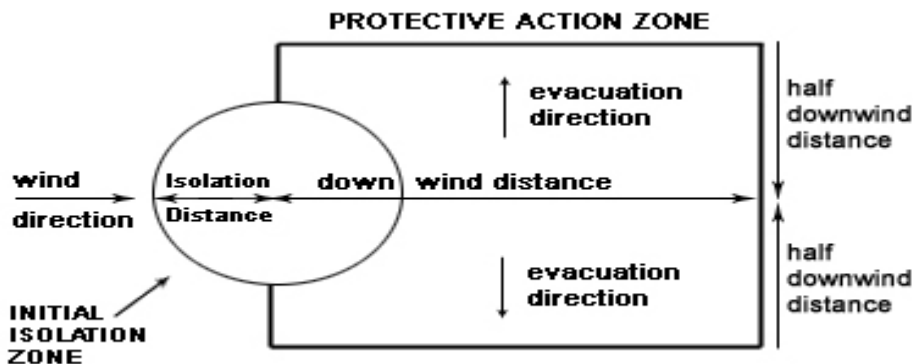 PROTECTIVE ACTION ZONE
evacuation
direction
half
downwind
distance
wind
direction
Isolation
Distance
down wind distance
evacuation
direction
half
downwind
distance
INITIAL
ISOLATION
ZONE